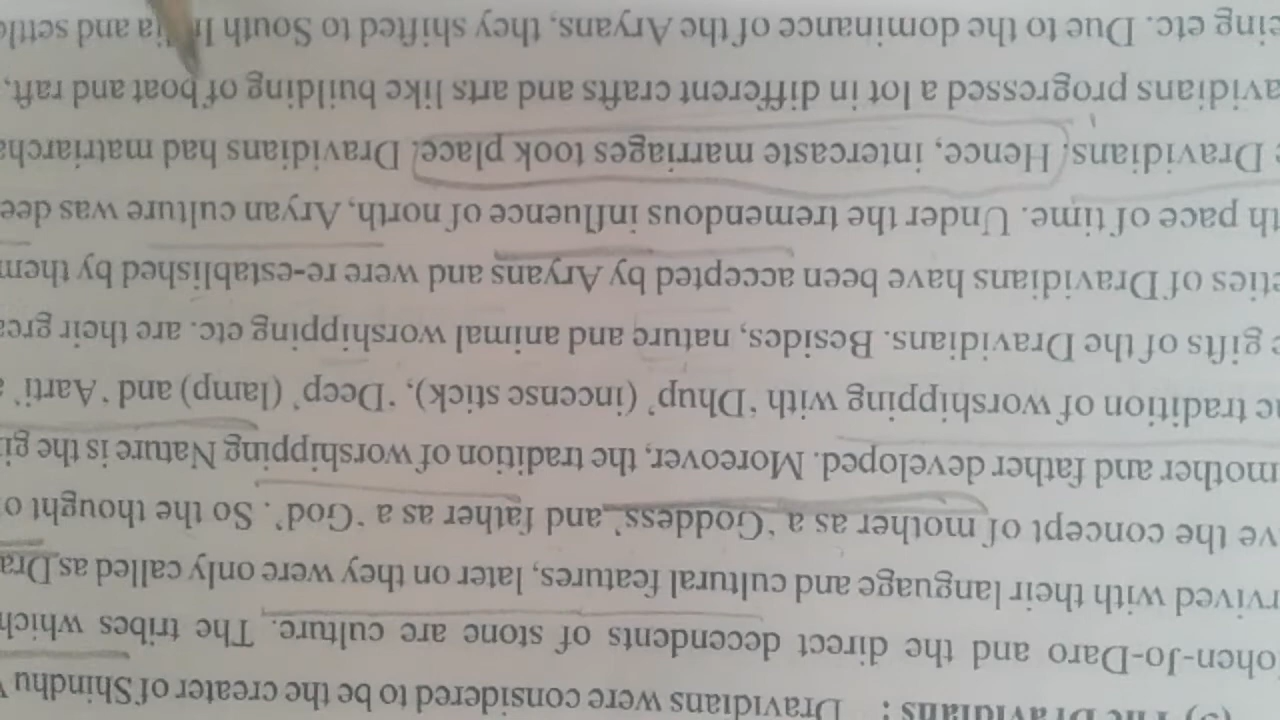 (3) The Dravidians : Dravidians were considered to be the creater of Shindhu
ohen-Jo-Daro and the direct decendents of stone are culture. The tribes which
rvived with their language and cultural features, later on they were only called as Dra
ve the concept of mother as a 'Goddess' and father as a 'God'. So the thought o
mother and father developed. Moreover, the tradition of worshipping Nature is the gi
e tradition of worshipping with 'Dhup' (incense stick), 'Deep' (lamp) and 'Aarti'
gifts of the Dravidians. Besides, nature and animal worshipping etc. are their grea
eties of Dravidians have been accepted by Aryans and were re-established by them
th pace of time. Under the tremendous influence of north, Aryan culture was dee
Dravidians. Hence, intercaste marriages took place. Dravidians had matriarcha
avidians progressed a lot in different crafts and arts like building of boat and raft,
eing etc. Due to the dominance of the Aryans, they shifted to South India and settle